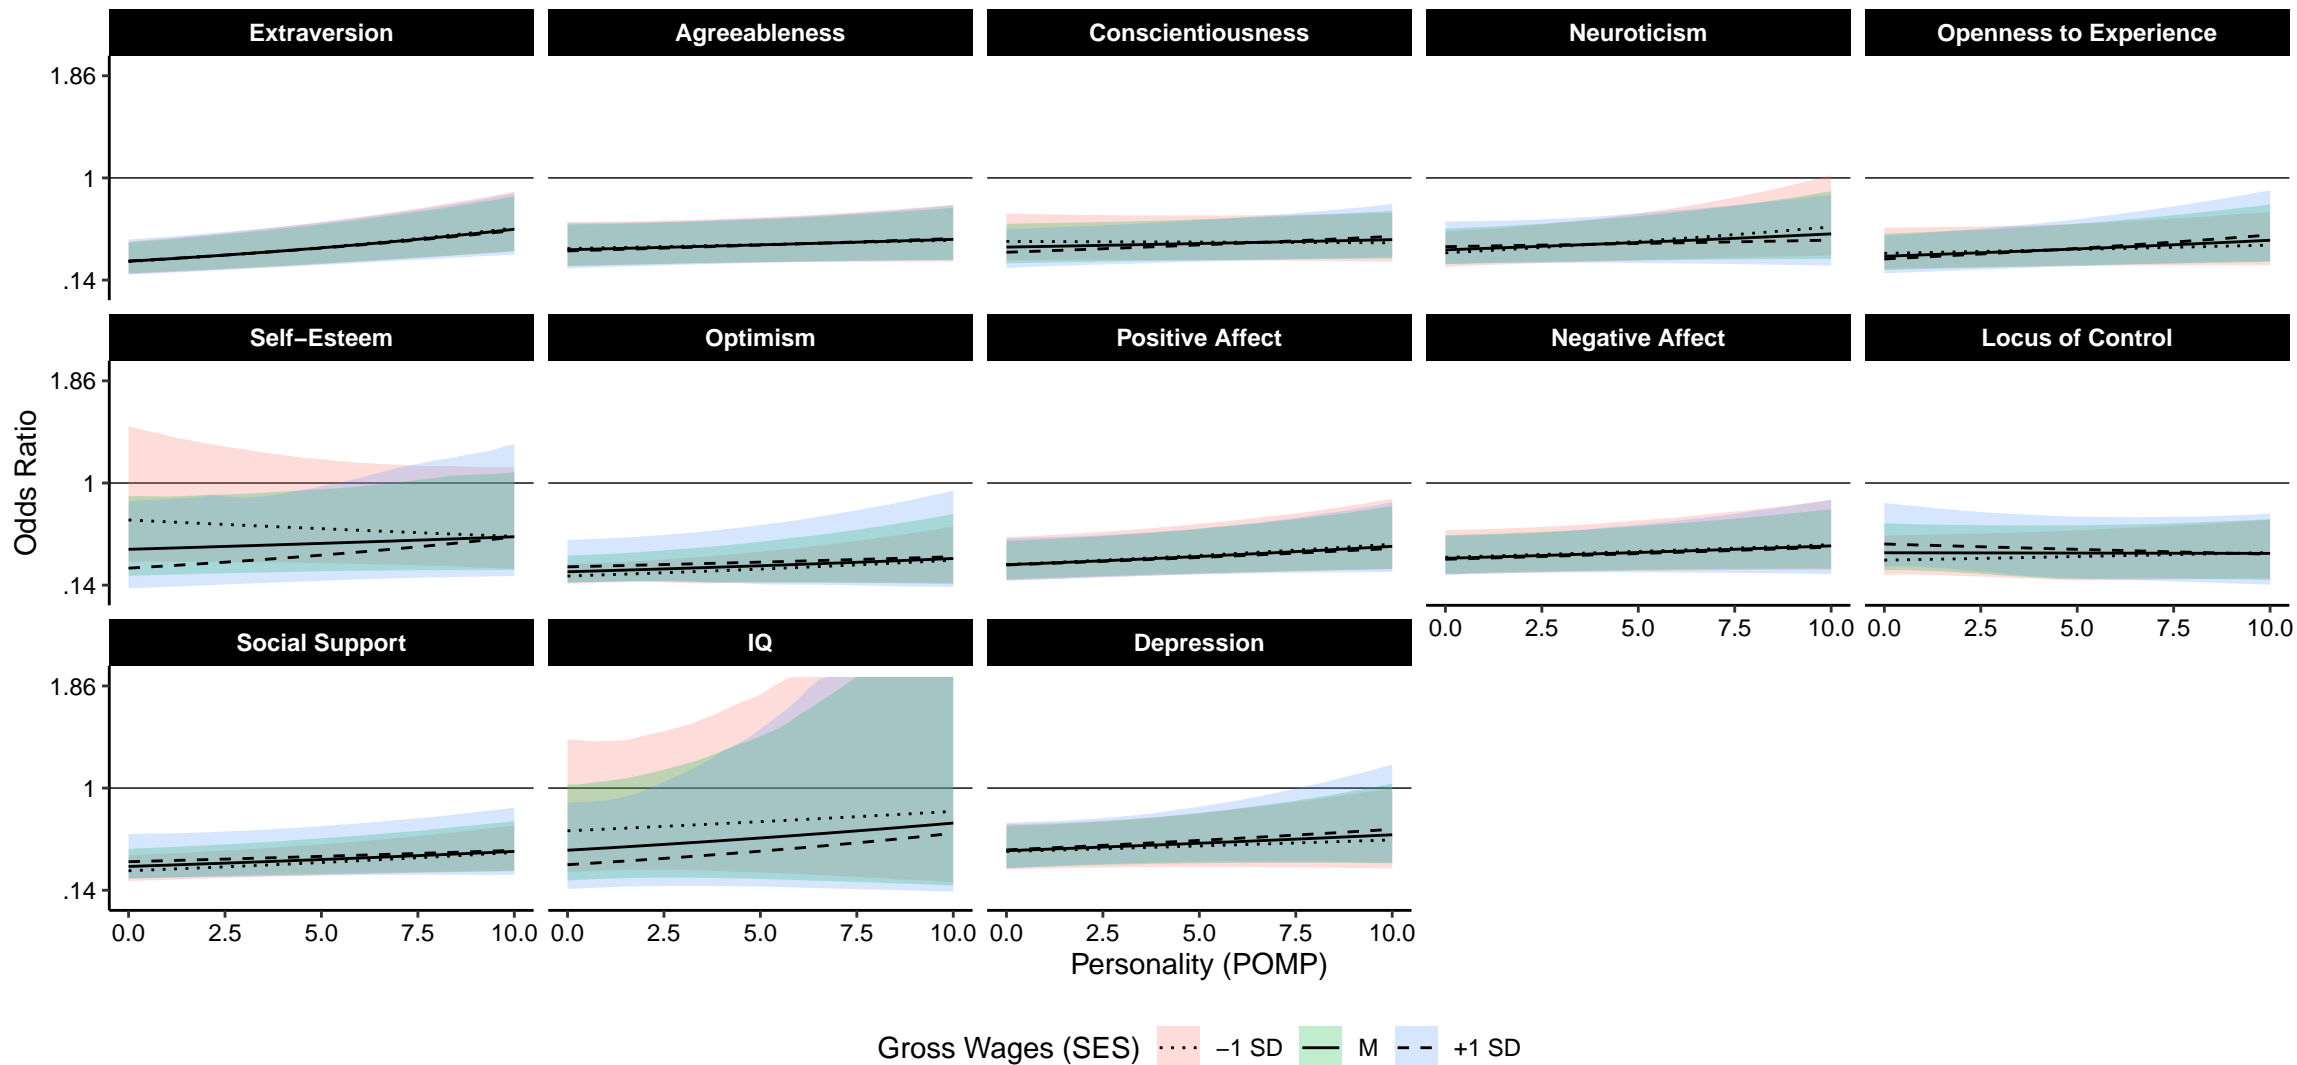 Extraversion
Agreeableness
Conscientiousness
Neuroticism
Openness to Experience
1.86
1
.14
Self−Esteem
Optimism
Positive Affect
Negative Affect
Locus of Control
1.86
1
.14
0.0 2.5 5.0 7.5 10.0
0.0 2.5 5.0 7.5 10.0
Social Support
IQ
Depression
1.86
1
.14
0.0 2.5 5.0 7.5 10.0
0.0 2.5 5.0 7.5 10.0
0.0 2.5 5.0 7.5 10.0
Odds Ratio
Personality (POMP)
Gross Wages (SES) −1 SD M +1 SD